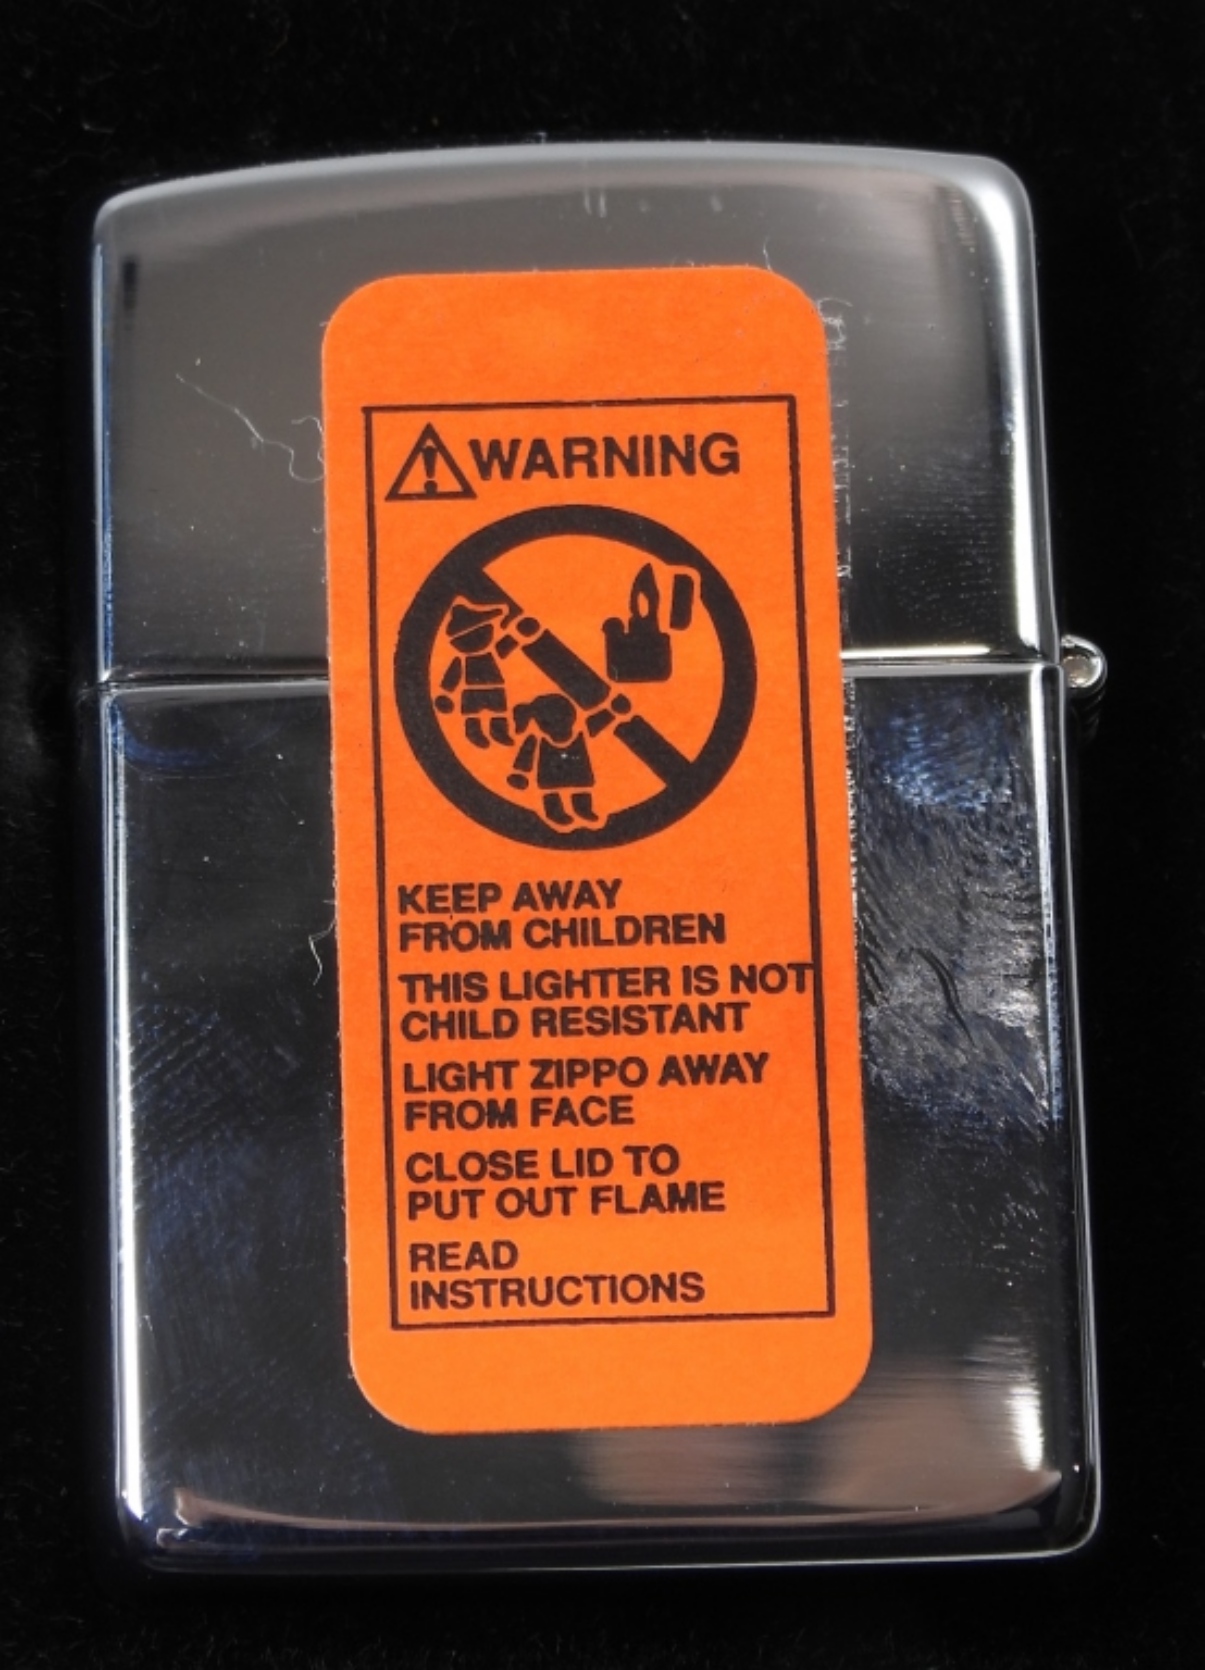 WARNING
KEEP AWAY
FROM CHILDREN
THIS LIGHTER IS NOT
CHILD RESISTANT
LIGHT ZIPPO AWAY
FROM FACE
CLOSE LID TO
PUT OUT FLAME
READ
INSTRUCTIONS